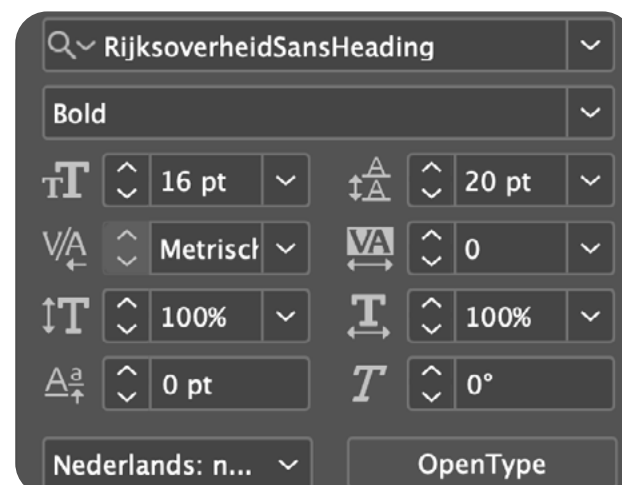 RijksoverheidSansHeading
Bold
16 pt 20 pt
Metrisch 0
100% 100%
0 pt 0°
Nederlands: n... OpenType